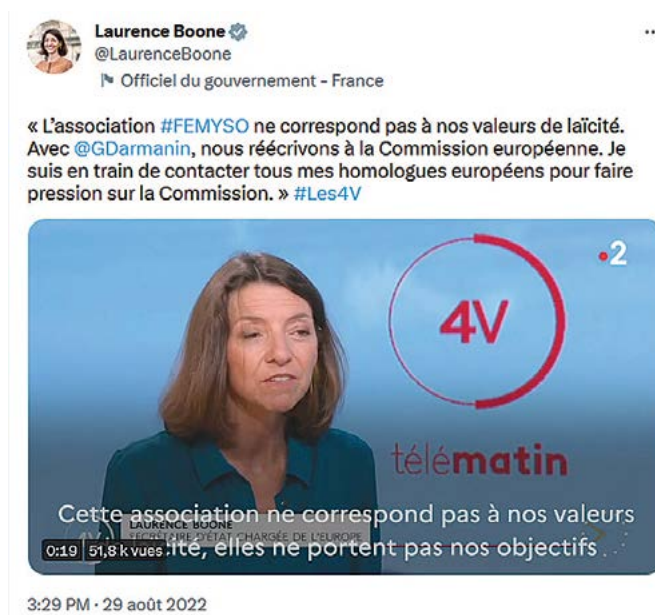 Laurence Boone
@LaurenceBoone
Officiel du gouvernement - France
« L'association #FEMYSO ne correspond pas à nos valeurs de laïcité.
Avec @GDarmanin, nous réécrivons à la Commission européenne. Je
suis en train de contacter tous mes homologues européens pour faire
pression sur la Commission. » #Les4V
2
4V
télématin
Cette association ne correspond pas à nos valeurs
LAURENCE BOONE
SECRÉTAIRE D'ÉTAT CHARGÉE DE L'EUROPE
0:19 51,8 k vues cité, elles ne portent pas nos objectifs
3:29 PM · 29 août 2022